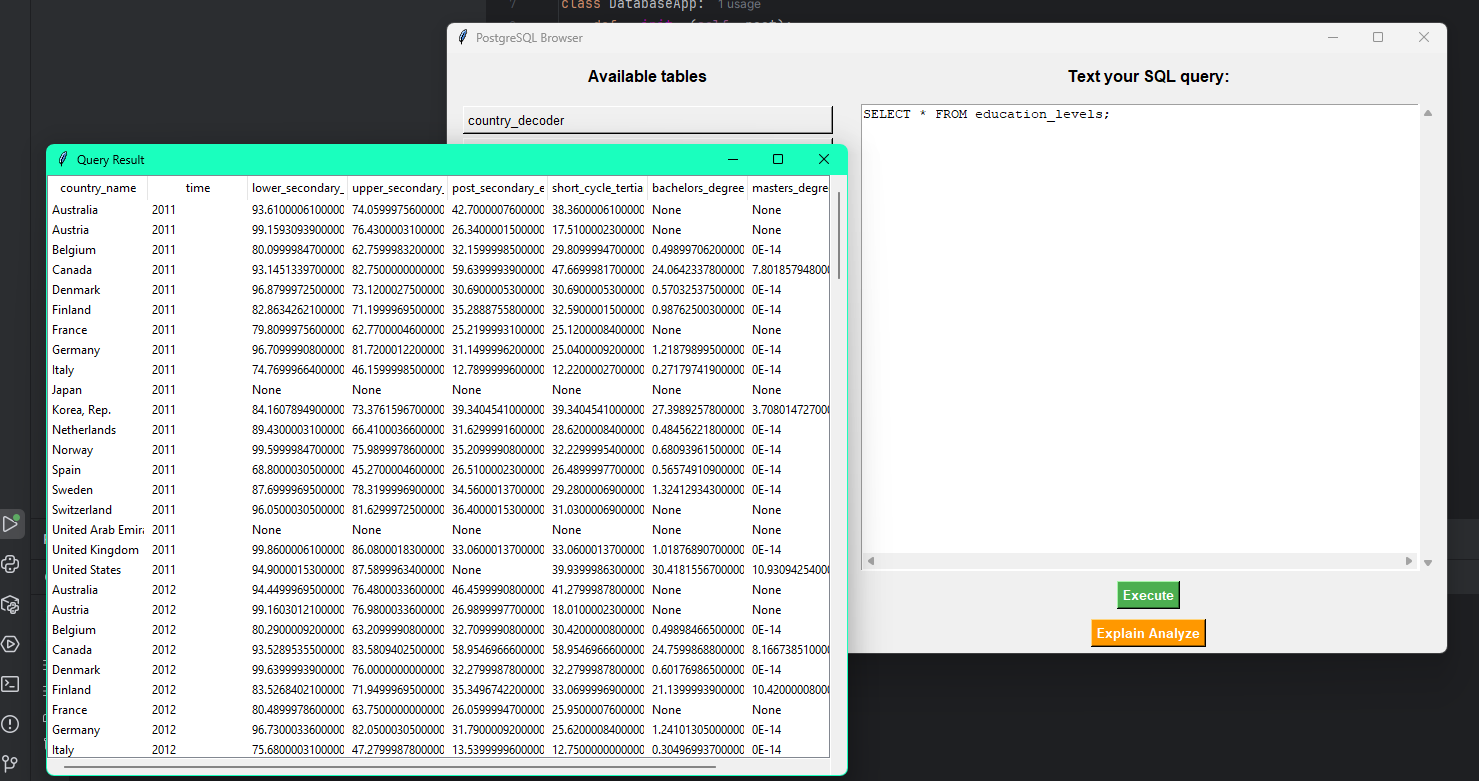 7 class DatabaseApp: 1 usage
PostgreSQL Browser
Available tables
Text your SQL query:
country_decoder
SELECT * FROM education_levels;
Execute
Explain Analyze
Query Result
country_name time lower_secondary_ upper_secondary_ post_secondary_e short_cycle_tertia bachelors_degree masters_degre
Australia 2011 93.6100006100000 74.0599975600000 42.7000007600000 38.3600006100000 None None
Austria 2011 99.1593093900000 76.4300003100000 26.3400001500000 17.5100002300000 None None
Belgium 2011 80.0999984700000 62.7599983200000 32.1599998500000 29.8099994700000 0.49899706200000 0E-14
Canada 2011 93.1451339700000 82.7500000000000 59.6399993900000 47.6699981700000 24.0642337800000 7.801857948000
Denmark 2011 96.8799972500000 73.1200027500000 30.6900005300000 30.6900005300000 0.57032537500000 0E-14
Finland 2011 82.8634262100000 71.1999969500000 35.2888755800000 32.5900001500000 0.98762500300000 0E-14
France 2011 79.8099975600000 62.7700004600000 25.2199993100000 25.1200008400000 None None
Germany 2011 96.7099990800000 81.7200012200000 31.1499996200000 25.0400009200000 1.21879899500000 0E-14
Italy 2011 74.7699966400000 46.1599998500000 12.7899999600000 12.2200002700000 0.27179741900000 0E-14
Japan 2011 None None None None None None
Korea, Rep. 2011 84.1607894900000 73.3761596700000 39.3404541000000 39.3404541000000 27.3989257800000 3.708014727000
Netherlands 2011 89.4300003100000 66.4100036600000 31.6299991600000 28.6200008400000 0.48456221800000 0E-14
Norway 2011 99.5999984700000 75.9899978600000 35.2099990800000 32.2299995400000 0.68093961500000 0E-14
Spain 2011 68.8000030500000 45.2700004600000 26.5100002300000 26.4899997700000 0.56574910900000 0E-14
Sweden 2011 87.6999969500000 78.3199996900000 34.5600013700000 29.2800006900000 1.32412934300000 0E-14
Switzerland 2011 96.0500030500000 81.6299972500000 36.4000015300000 31.0300006900000 None None
United Arab Emira 2011 None None None None None None
United Kingdom 2011 99.8600006100000 86.0800018300000 33.0600013700000 33.0600013700000 1.01876890700000 0E-14
United States 2011 94.9000015300000 87.5899963400000 None 39.9399986300000 30.4181556700000 10.93094254000
Australia 2012 94.4499969500000 76.4800033600000 46.4599990800000 41.2799987800000 None None
Austria 2012 99.1603012100000 76.9800033600000 26.9899997700000 18.0100002300000 None None
Belgium 2012 80.2900009200000 63.2099990800000 32.7099990800000 30.4200000800000 0.49898466500000 0E-14
Canada 2012 93.5289535500000 83.5809402500000 58.9546966600000 58.9546966600000 24.7599868800000 8.166738510000
Denmark 2012 99.6399993900000 76.0000000000000 32.2799987800000 32.2799987800000 0.60176986500000 0E-14
Finland 2012 83.5268402100000 71.9499969500000 35.3496742200000 33.0699996900000 21.1399993900000 10.42000008000
France 2012 80.4899978600000 63.7500000000000 26.0599994700000 25.9500007600000 None None
Germany 2012 96.7300033600000 82.0500030500000 31.7900009200000 25.6200008400000 1.24101305000000 0E-14
Italy 2012 75.6800003100000 47.2799987800000 13.5399999600000 12.7500000000000 0.30496993700000 0E-14